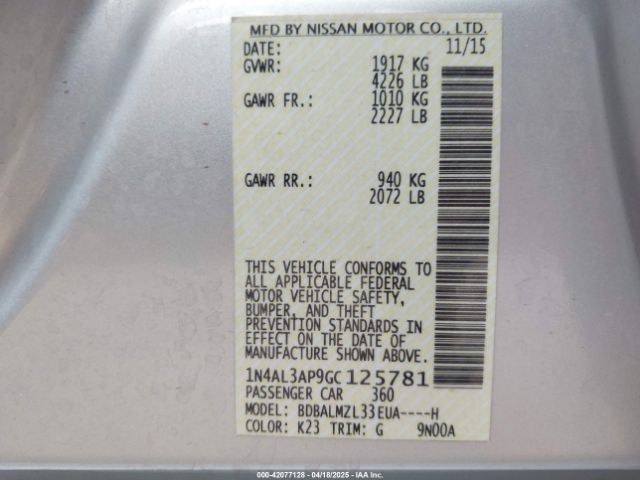 MFD BY NISSAN MOTOR CO., LTD.
DATE: 11/15
GVWR: 1917 KG
4226 LB
GAWR FR.: 1010 KG
2227 LB
GAWR RR.: 940 KG
2072 LB
THIS VEHICLE CONFORMS TO
ALL APPLICABLE FEDERAL
MOTOR VEHICLE SAFETY,
BUMPER, AND THEFT
PREVENTION STANDARDS IN
EFFECT ON THE DATE OF
MANUFACTURE SHOWN ABOVE.
1N4AL3AP9GC125781
PASSENGER CAR 360
MODEL: BDBALMZL33EUA----H
COLOR: K23 TRIM: G 9N00A
000-42077128 - 04/18/2025 - IAAI.COM